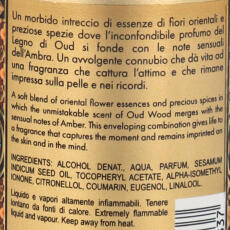 Un morbido intreccio di essenze di fiori orientali e
preziose spezie dove l'inconfondibile profumo del
Legno di Oud si fonde con le note sensuali
dell'Ambra. Un avvolgente connubio che dà vita ad
una fragranza che cattura l'attimo e che rimane
impressa sulla pelle e nei ricordi.
A soft blend of oriental flower essences and precious spices in
which the unmistakable scent of Oud Wood merges with the
sensual notes of Amber. This enveloping combination gives life to
a fragrance that captures the moment and remains imprinted on
the skin and in the mind.
INGREDIENTS: ALCOHOL DENAT., AQUA, PARFUM, SESAMUM
INDICUM SEED OIL, TOCOPHERYL ACETATE, ALPHA-ISOMETHYL
IONONE, CITRONELLOL, COUMARIN, EUGENOL, LINALOOL.
Liquido e vapori altamente infiammabili. Tenere
lontano da fonti di calore. Extremely flammable
liquid and vapour. Keep away from heat.